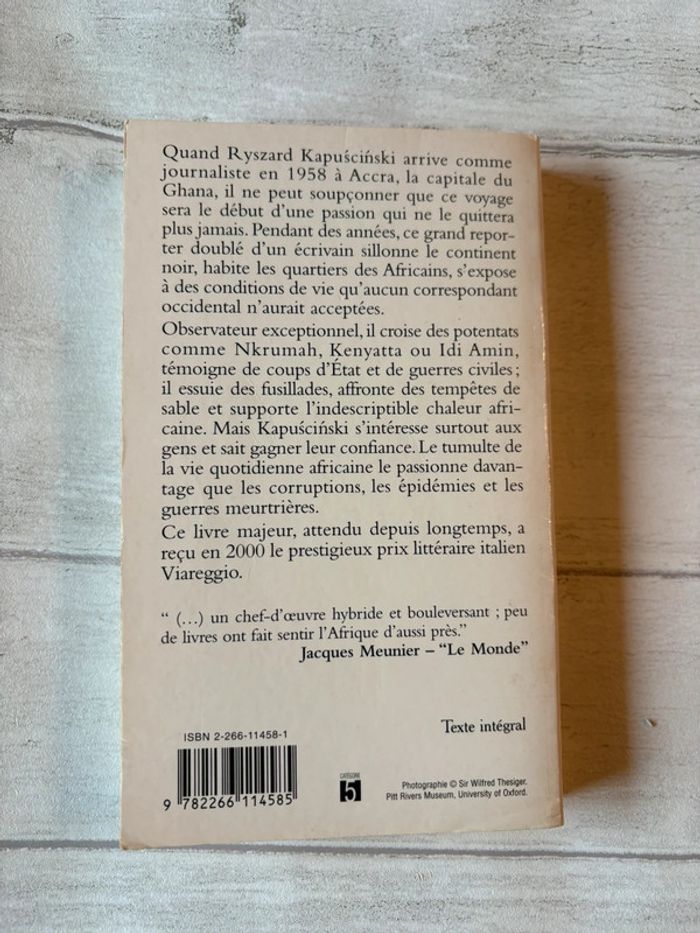 Quand Ryszard Kapuściński arrive comme
journaliste en 1958 à Accra, la capitale du
Ghana, il ne peut soupçonner que ce voyage
sera le début d'une passion qui ne le quittera
plus jamais. Pendant des années, ce grand repor-
ter doublé d'un écrivain sillonne le continent
noir, habite les quartiers des Africains, s'expose
à des conditions de vie qu'aucun correspondant
occidental n'aurait acceptées.
Observateur exceptionnel, il croise des potentats
comme Nkrumah, Kenyatta ou Idi Amin,
témoigne de coups d'État et de guerres civiles ;
il essuie des fusillades, affronte des tempêtes de
sable et supporte l'indescriptible chaleur afri-
caine. Mais Kapuściński s'intéresse surtout aux
gens et sait gagner leur confiance. Le tumulte de
la vie quotidienne africaine le passionne davan-
tage que les corruptions, les épidémies et les
guerres meurtrières.
Ce livre majeur, attendu depuis longtemps, a
reçu en 2000 le prestigieux prix littéraire italien
Viareggio.
“ (...) un chef-d'œuvre hybride et bouleversant ; peu
de livres ont fait sentir l'Afrique d'aussi près.”
Jacques Meunier – “Le Monde”
Texte intégral
ISBN 2-266-11458-1
9 782266 114585
CATÉGORIE
5
Photographie © Sir Wilfred Thesiger.
Pitt Rivers Museum, University of Oxford.